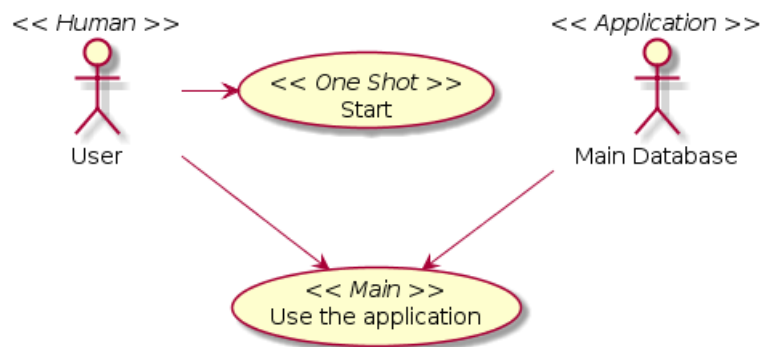 << Human >>
<< Application >>
<< One Shot >>
Start
User
Main Database
<< Main >>
Use the application